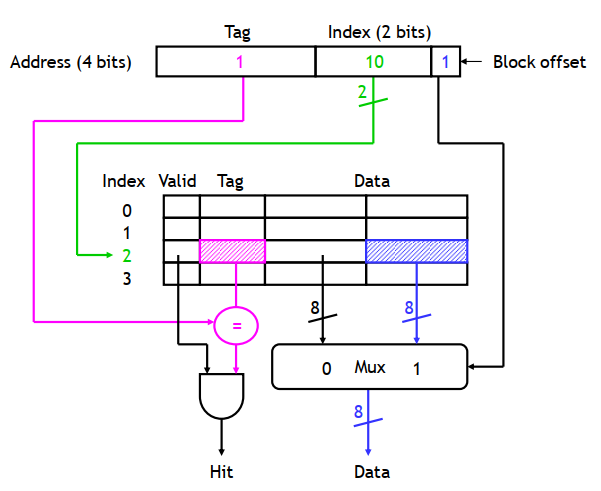 Tag Index (2 bits)
Address (4 bits) 1 10 1 Block offset
2
Index Valid Tag Data
0
1
2
3
8 8
=
0 Mux 1
8
Hit Data